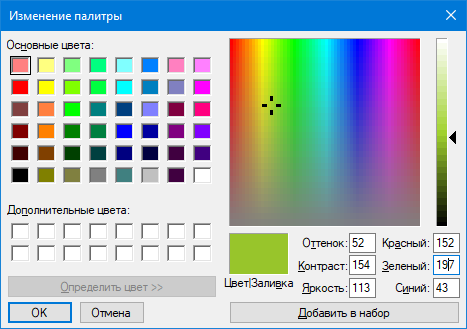 Изменение палитры
Основные цвета:
Дополнительные цвета:
Определить цвет >>
OK
Отмена
Цвет|Заливка
Оттенок: 52
Контраст: 154
Яркость: 113
Красный: 152
Зеленый: 197
Синий: 43
Добавить в набор